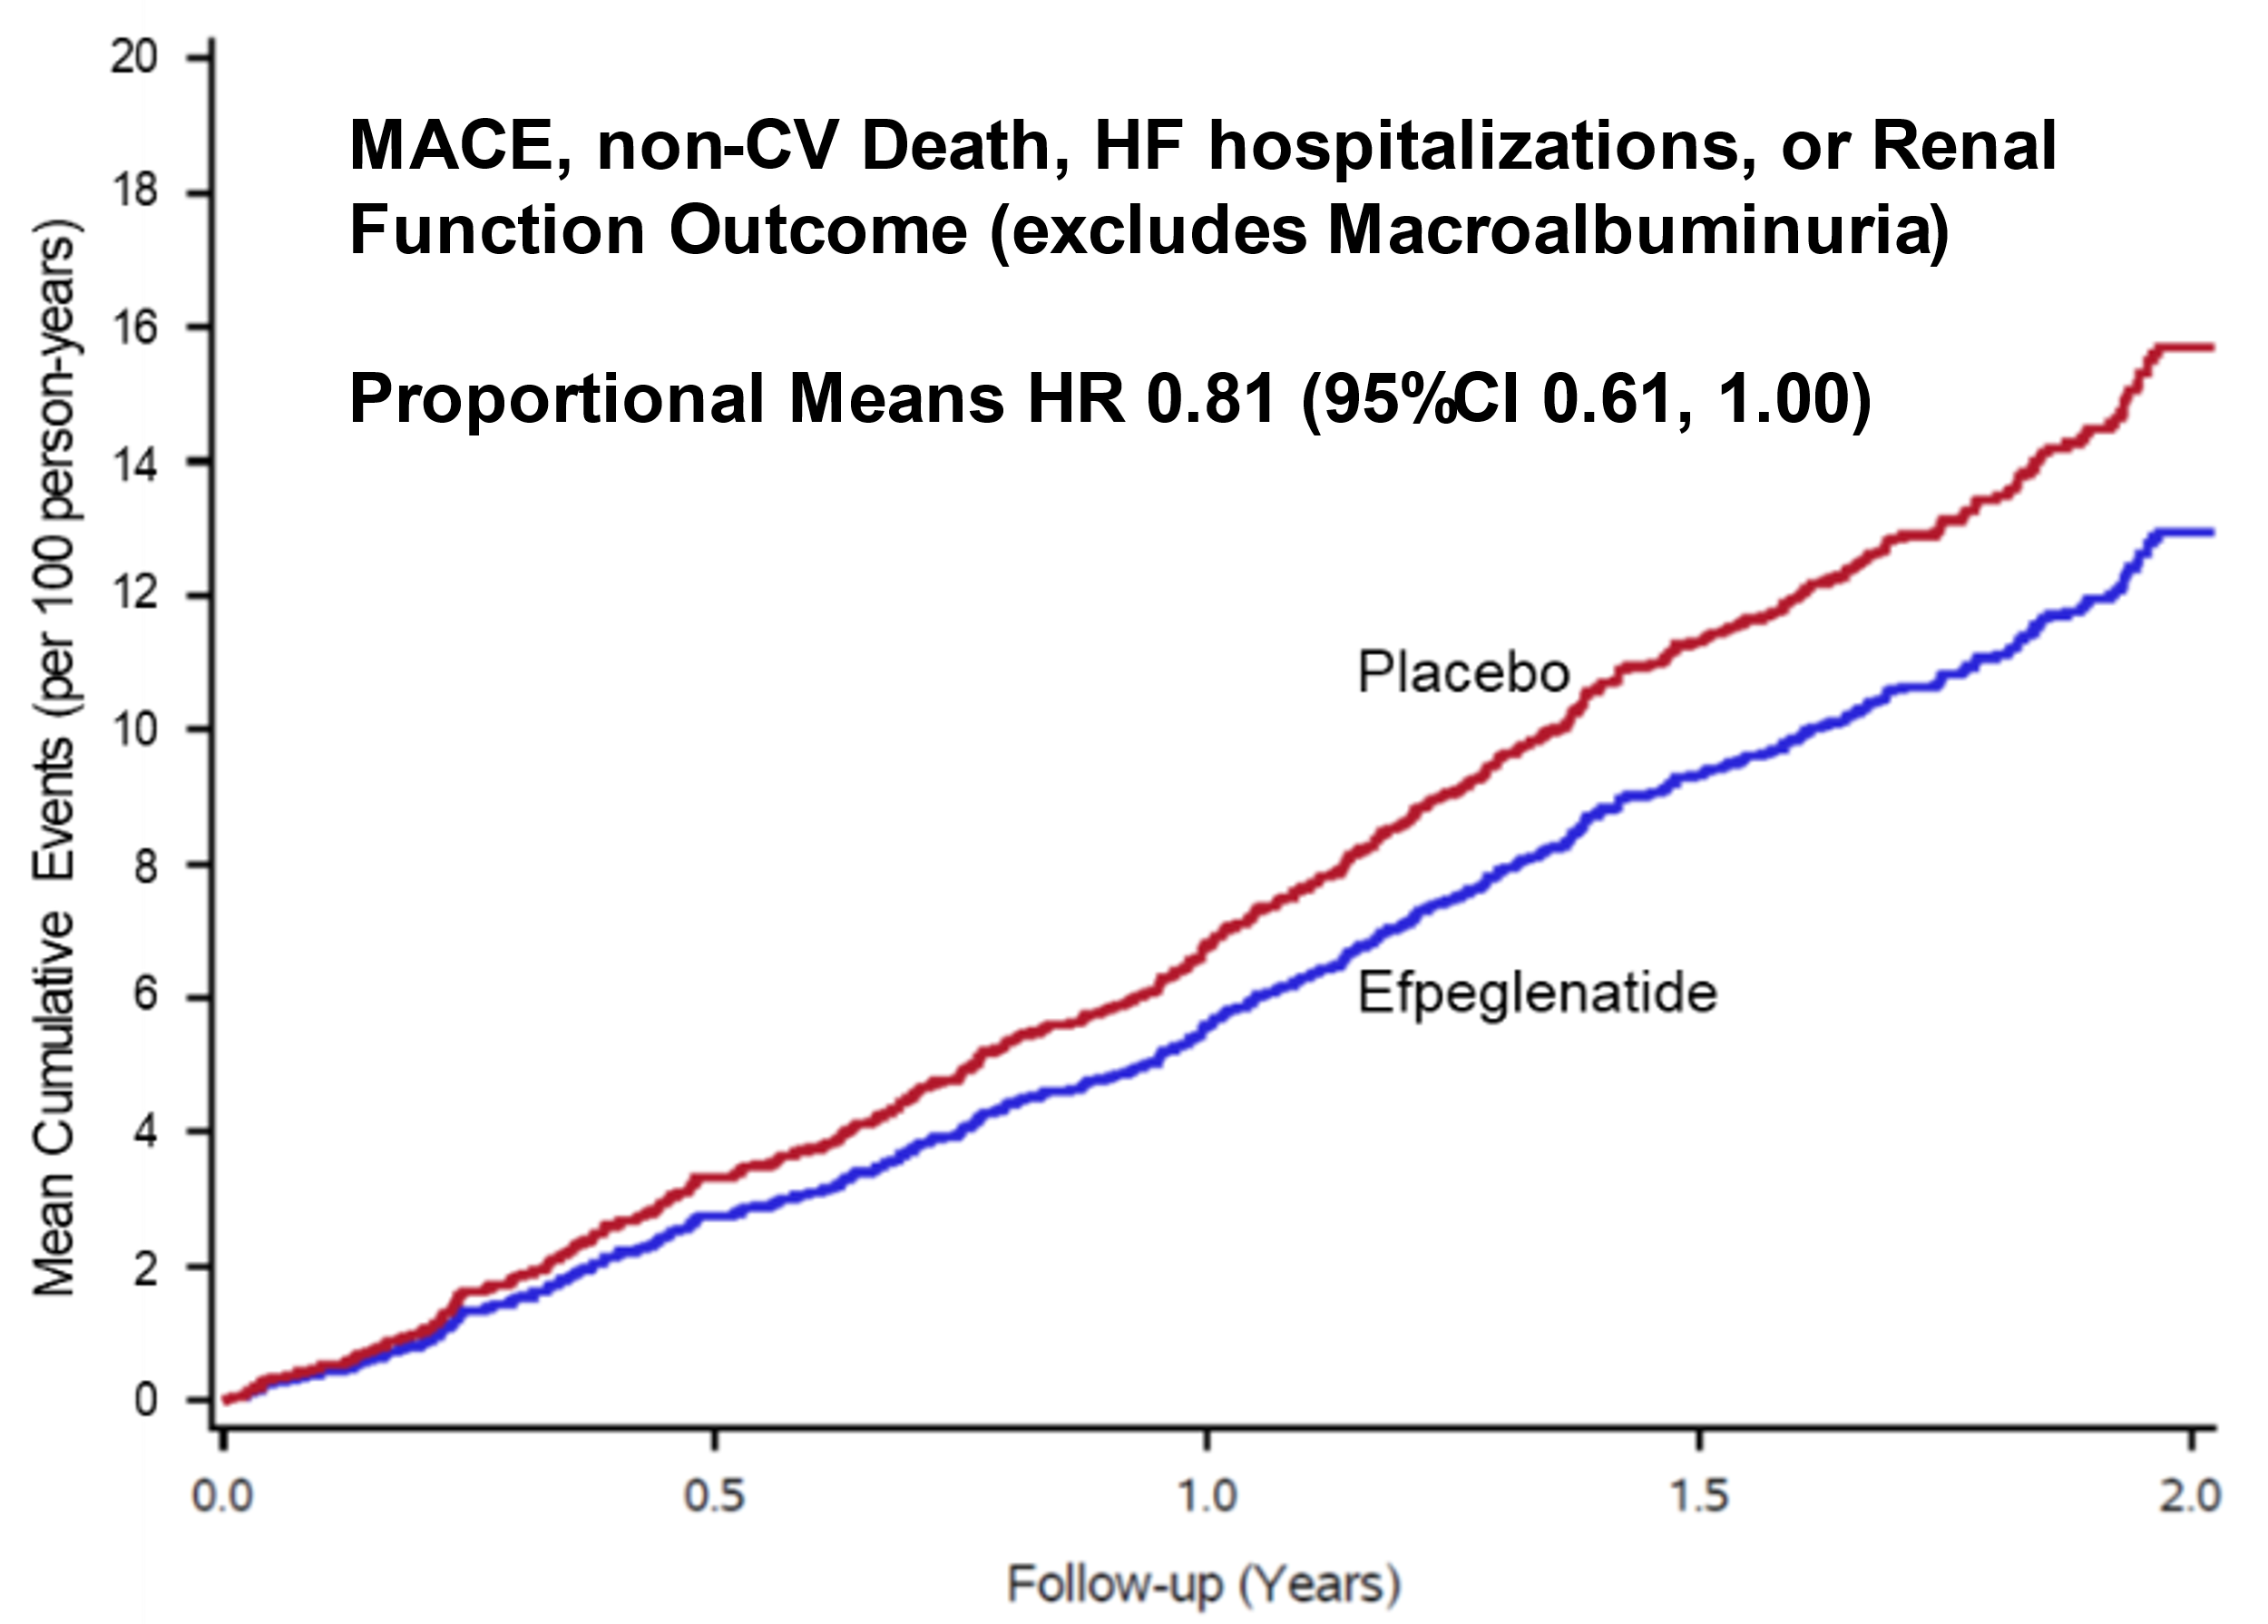 MACE, non-CV Death, HF hospitalizations, or Renal
Function Outcome (excludes Macroalbuminuria)
Proportional Means HR 0.81 (95%CI 0.61, 1.00)
Mean Cumulative Events (per 100 person-years)
20
18
16
14
12
10
8
6
4
2
0
Placebo
Efpeglenatide
0.0 0.5 1.0 1.5 2.0
Follow-up (Years)